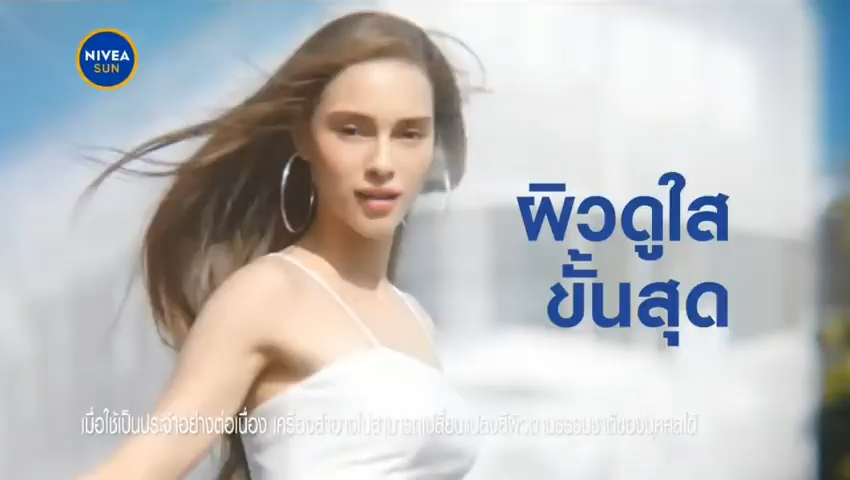 NIVEA
SUN
ผิวดูใส
ขั้นสุด
เมื่อใช้เป็นประจำอย่างต่อเนื่อง เครื่องสำอางไม่สามารถเปลี่ยนแปลงสีผิวตามธรรมชาติของบุคคลได้